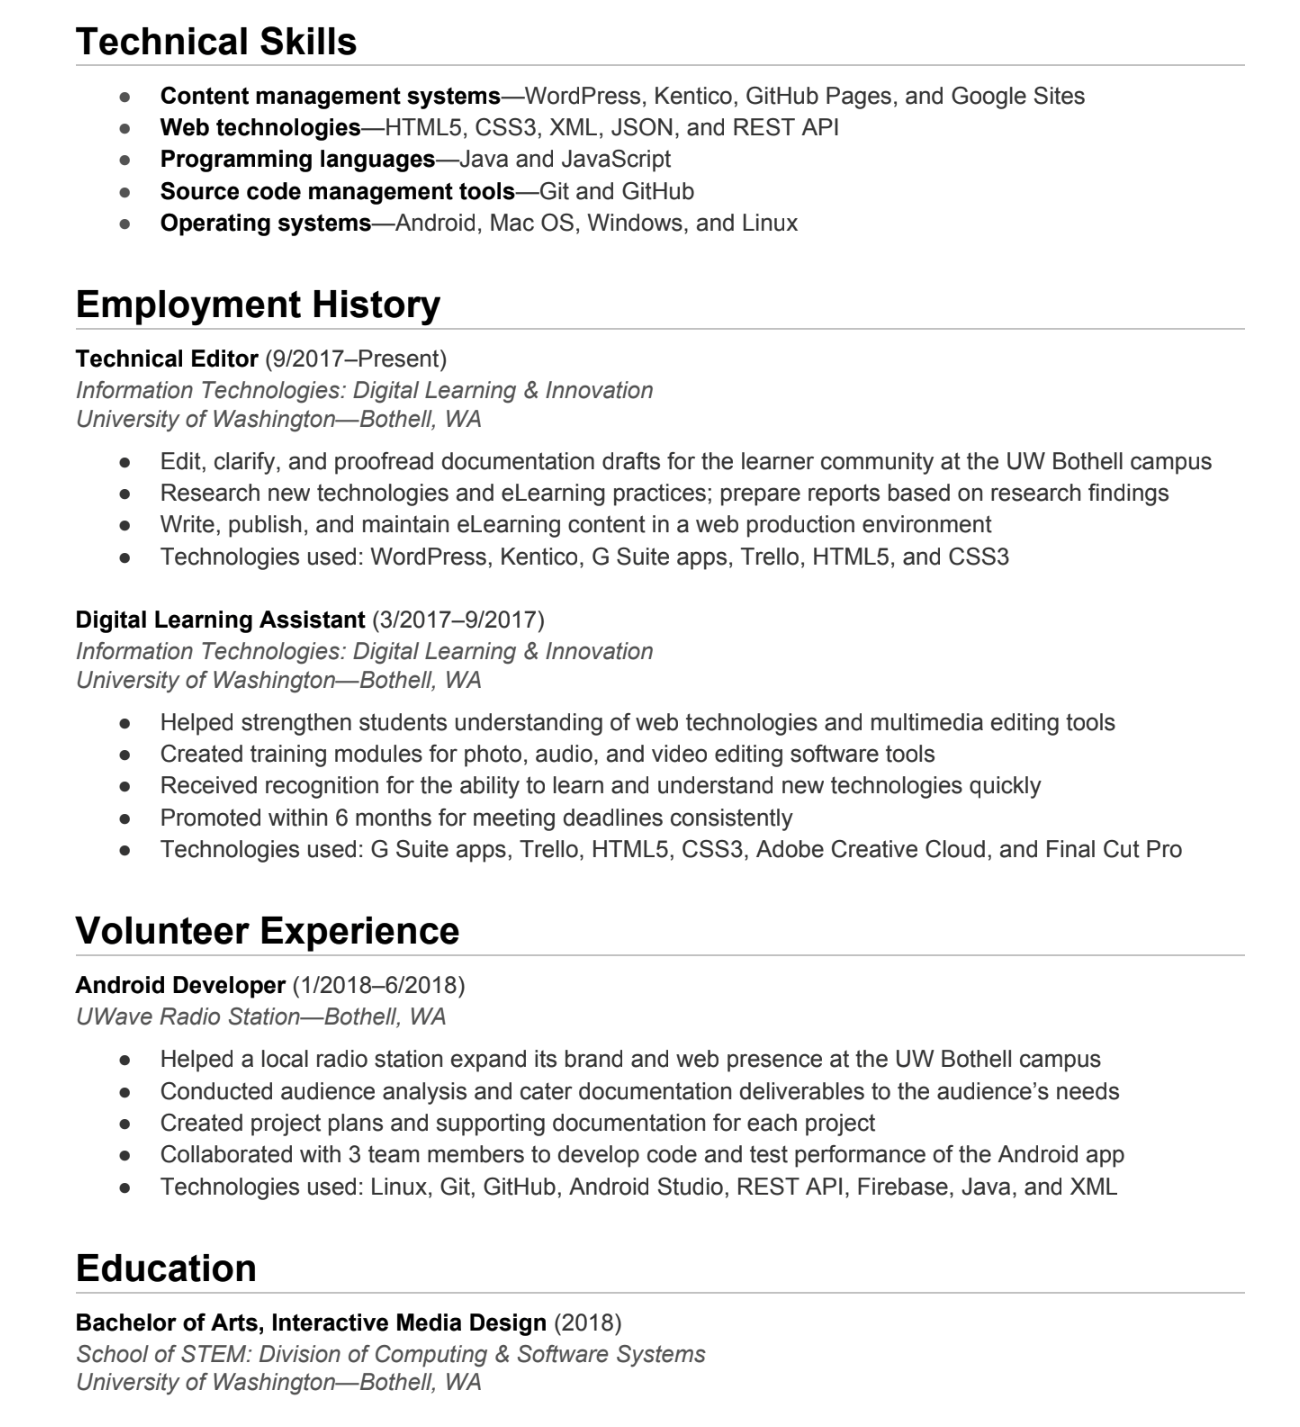 Technical Skills
● Content management systems—WordPress, Kentico, GitHub Pages, and Google Sites
● Web technologies—HTML5, CSS3, XML, JSON, and REST API
● Programming languages—Java and JavaScript
● Source code management tools—Git and GitHub
● Operating systems—Android, Mac OS, Windows, and Linux
Employment History
Technical Editor (9/2017–Present)
Information Technologies: Digital Learning & Innovation
University of Washington—Bothell, WA
● Edit, clarify, and proofread documentation drafts for the learner community at the UW Bothell campus
● Research new technologies and eLearning practices; prepare reports based on research findings
● Write, publish, and maintain eLearning content in a web production environment
● Technologies used: WordPress, Kentico, G Suite apps, Trello, HTML5, and CSS3
Digital Learning Assistant (3/2017–9/2017)
Information Technologies: Digital Learning & Innovation
University of Washington—Bothell, WA
● Helped strengthen students understanding of web technologies and multimedia editing tools
● Created training modules for photo, audio, and video editing software tools
● Received recognition for the ability to learn and understand new technologies quickly
● Promoted within 6 months for meeting deadlines consistently
● Technologies used: G Suite apps, Trello, HTML5, CSS3, Adobe Creative Cloud, and Final Cut Pro
Volunteer Experience
Android Developer (1/2018–6/2018)
UWave Radio Station—Bothell, WA
● Helped a local radio station expand its brand and web presence at the UW Bothell campus
● Conducted audience analysis and cater documentation deliverables to the audience’s needs
● Created project plans and supporting documentation for each project
● Collaborated with 3 team members to develop code and test performance of the Android app
● Technologies used: Linux, Git, GitHub, Android Studio, REST API, Firebase, Java, and XML
Education
Bachelor of Arts, Interactive Media Design (2018)
School of STEM: Division of Computing & Software Systems
University of Washington—Bothell, WA